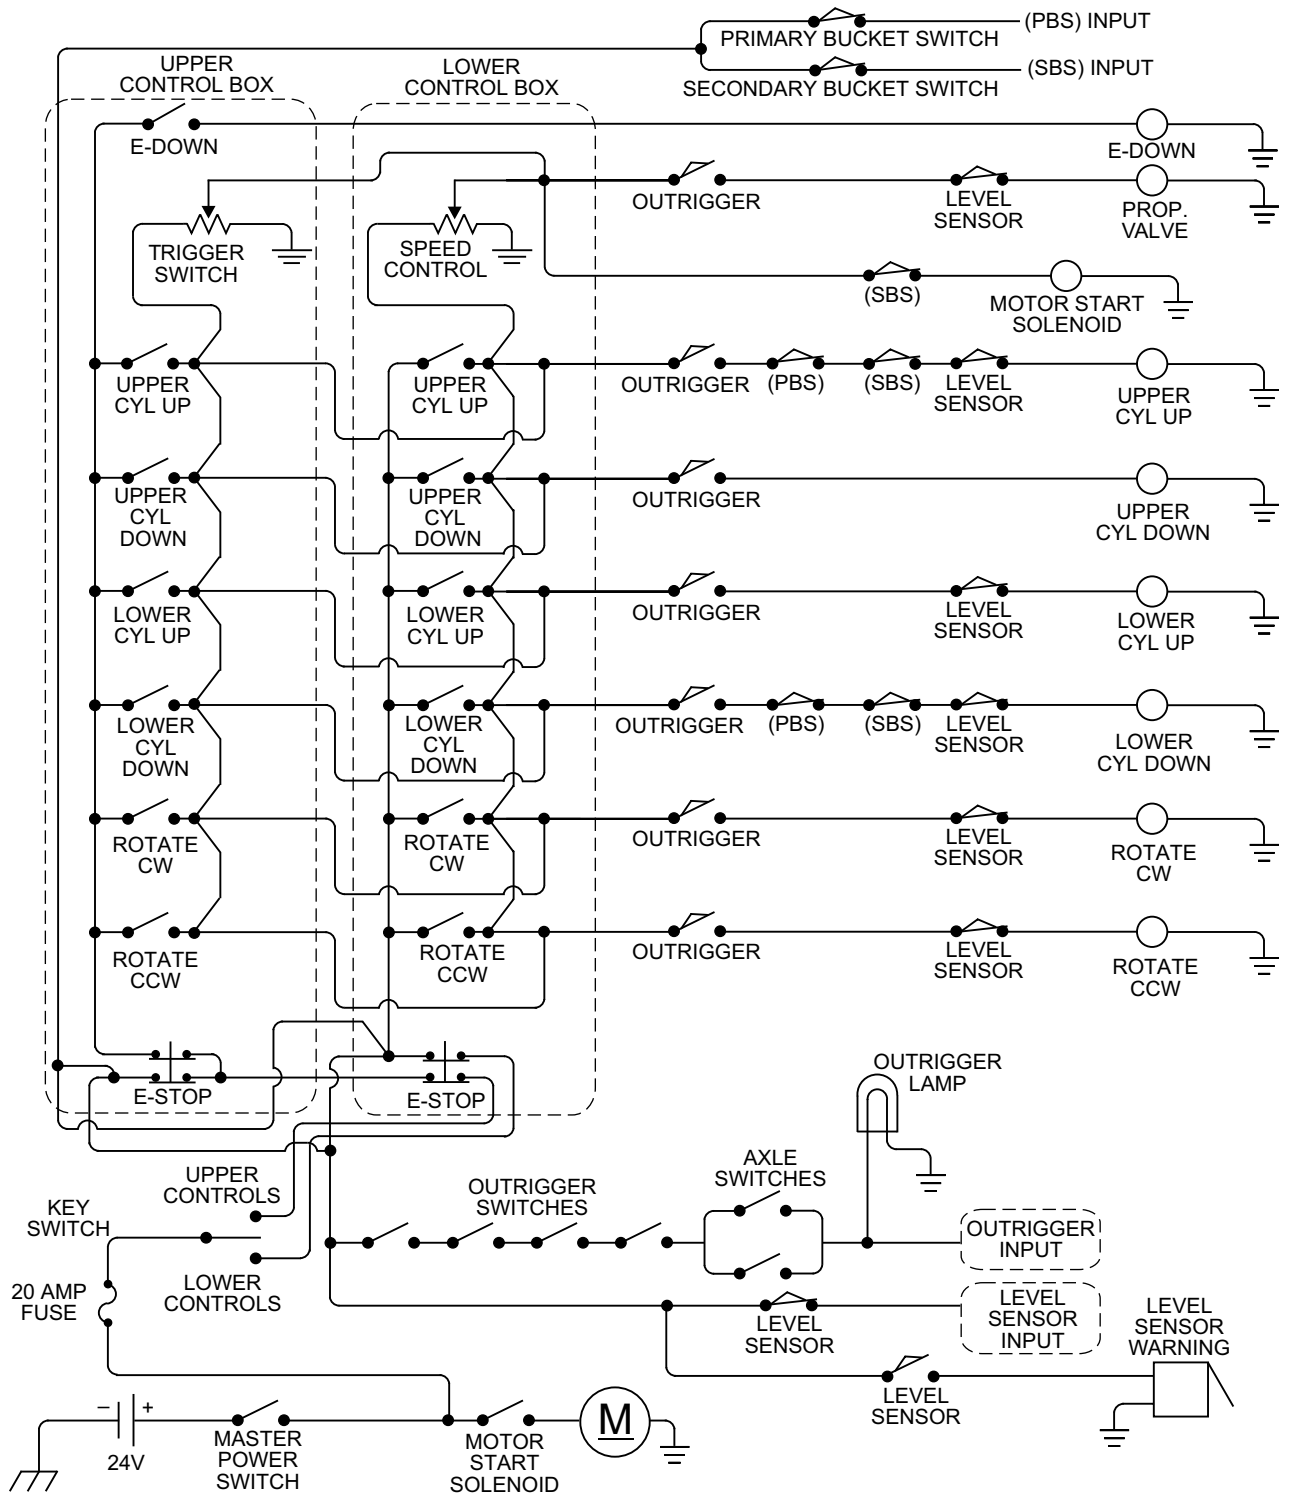 (PBS) INPUT
PRIMARY BUCKET SWITCH
(SBS) INPUT
SECONDARY BUCKET SWITCH
UPPER
CONTROL BOX
LOWER
CONTROL BOX
E-DOWN
E-DOWN
TRIGGER
SWITCH
SPEED
CONTROL
OUTRIGGER
LEVEL
SENSOR
PROP.
VALVE
(SBS)
MOTOR START
SOLENOID
UPPER
CYL UP
UPPER
CYL UP
OUTRIGGER
(PBS)
(SBS)
LEVEL
SENSOR
UPPER
CYL UP
UPPER
CYL
DOWN
UPPER
CYL
DOWN
OUTRIGGER
UPPER
CYL DOWN
LOWER
CYL UP
LOWER
CYL UP
OUTRIGGER
LEVEL
SENSOR
LOWER
CYL UP
LOWER
CYL
DOWN
LOWER
CYL
DOWN
OUTRIGGER
(PBS)
(SBS)
LEVEL
SENSOR
LOWER
CYL DOWN
ROTATE
CW
ROTATE
CW
OUTRIGGER
LEVEL
SENSOR
ROTATE
CW
ROTATE
CCW
ROTATE
CCW
OUTRIGGER
LEVEL
SENSOR
ROTATE
CCW
E-STOP
E-STOP
OUTRIGGER
LAMP
UPPER
CONTROLS
KEY
SWITCH
LOWER
CONTROLS
20 AMP
FUSE
OUTRIGGER
SWITCHES
AXLE
SWITCHES
OUTRIGGER
INPUT
LEVEL
SENSOR
LEVEL
SENSOR
INPUT
LEVEL
SENSOR
WARNING
LEVEL
SENSOR
– +
24V
MASTER
POWER
SWITCH
MOTOR
START
SOLENOID
M